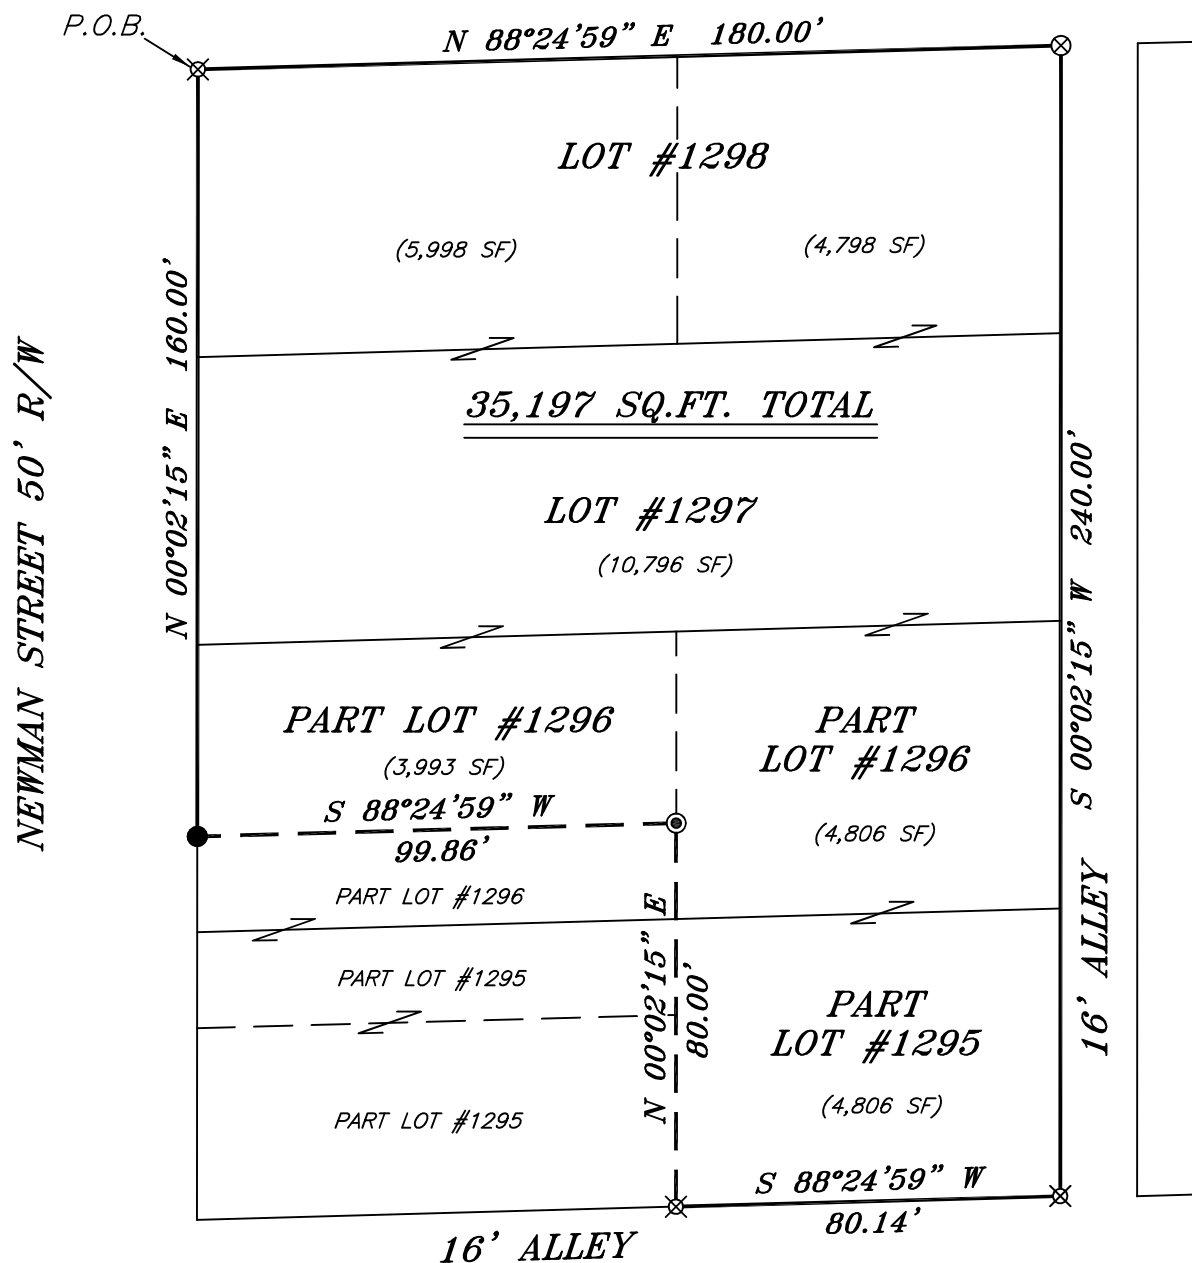 P.O.B.
N 88°24'59" E 180.00'
LOT #1298
(5,998 SF)
(4,798 SF)
N 00°02'15" E 160.00'
NEWMAN STREET 50' R/W
35,197 SQ.FT. TOTAL
LOT #1297
(10,796 SF)
S 00°02'15" W 240.00'
PART LOT #1296
(3,993 SF)
PART
LOT #1296
(4,806 SF)
S 88°24'59" W
99.86'
PART LOT #1296
16' ALLEY
PART LOT #1295
N 00°02'15" E
80.00'
PART
LOT #1295
(4,806 SF)
PART LOT #1295
S 88°24'59" W
80.14'
16' ALLEY